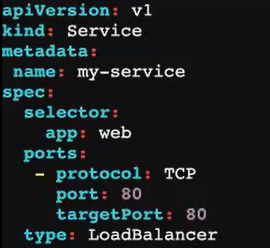 apiVersion: v1
kind: Service
metadata:
 name: my-service
spec:
  selector:
    app: web
  ports:
   - protocol: TCP
     port: 80
     targetPort: 80
  type: LoadBalancer